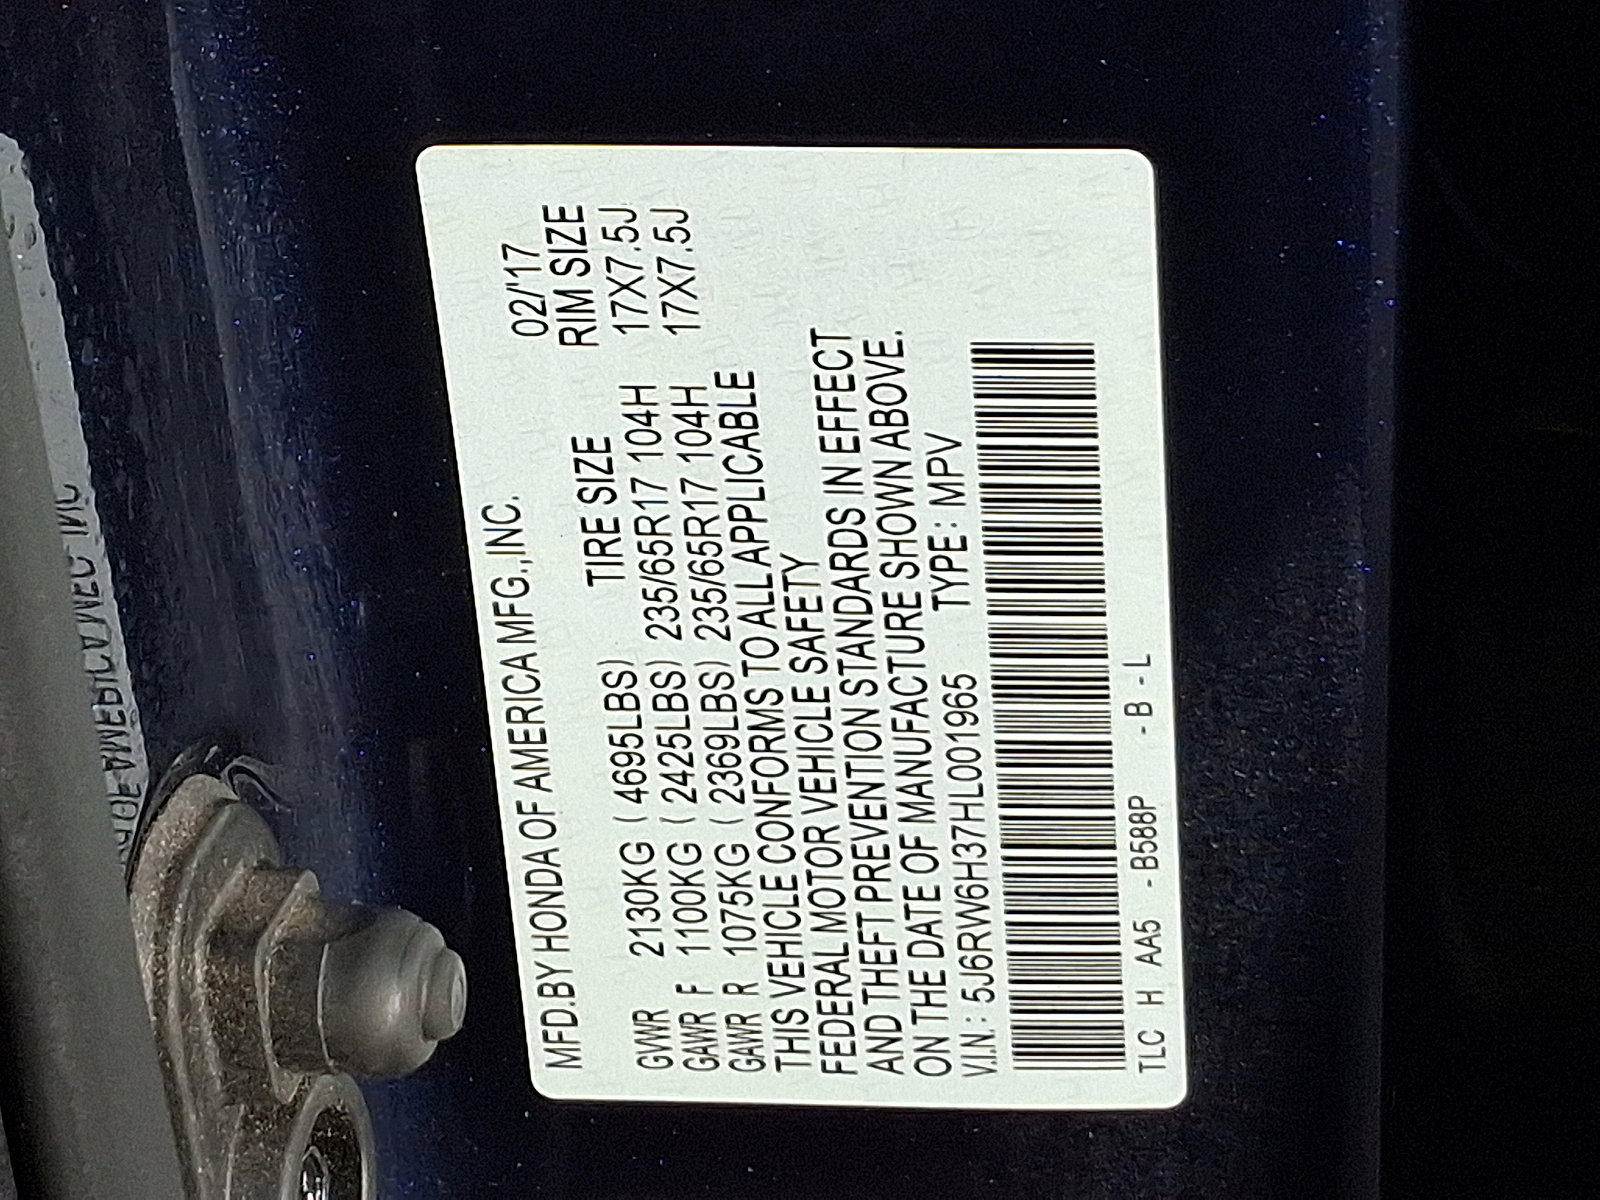 MFD.BY HONDA OF AMERICA MFG.,INC.
02/'17
TIRE SIZE RIM SIZE
GVWR 2130KG ( 4695LBS)
GAWR F 1100KG ( 2425LBS) 235/65R17 104H 17X7.5J
GAWR R 1075KG ( 2369LBS) 235/65R17 104H 17X7.5J
THIS VEHICLE CONFORMS TO ALL APPLICABLE
FEDERAL MOTOR VEHICLE SAFETY
AND THEFT PREVENTION STANDARDS IN EFFECT
ON THE DATE OF MANUFACTURE SHOWN ABOVE.
V.I.N.: 5J6RW6H37HL001965 TYPE: MPV
TLC H AA5 - B588P - B - L